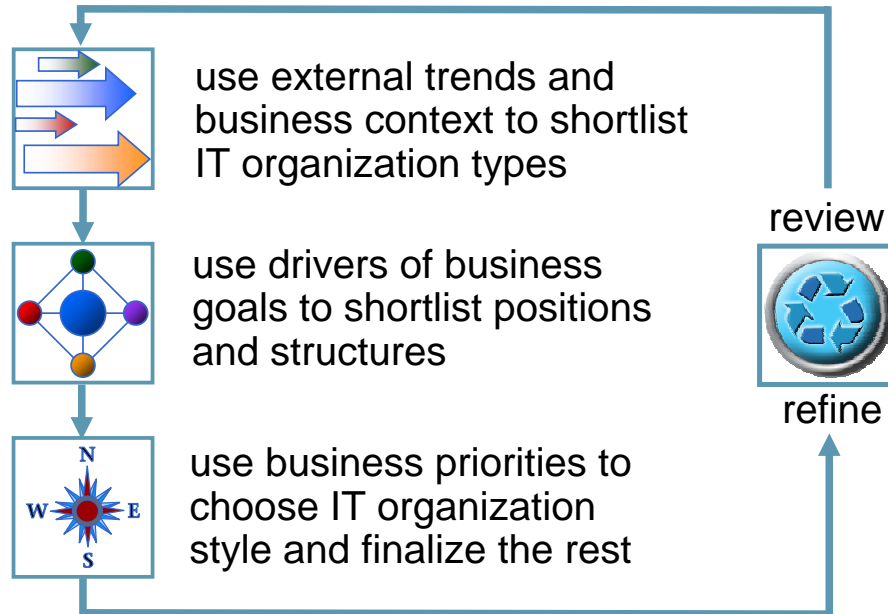 use external trends and
business context to shortlist
IT organization types
review
use drivers of business
goals to shortlist positions
and structures
refine
use business priorities to
choose IT organization
style and finalize the rest
N
W E
S